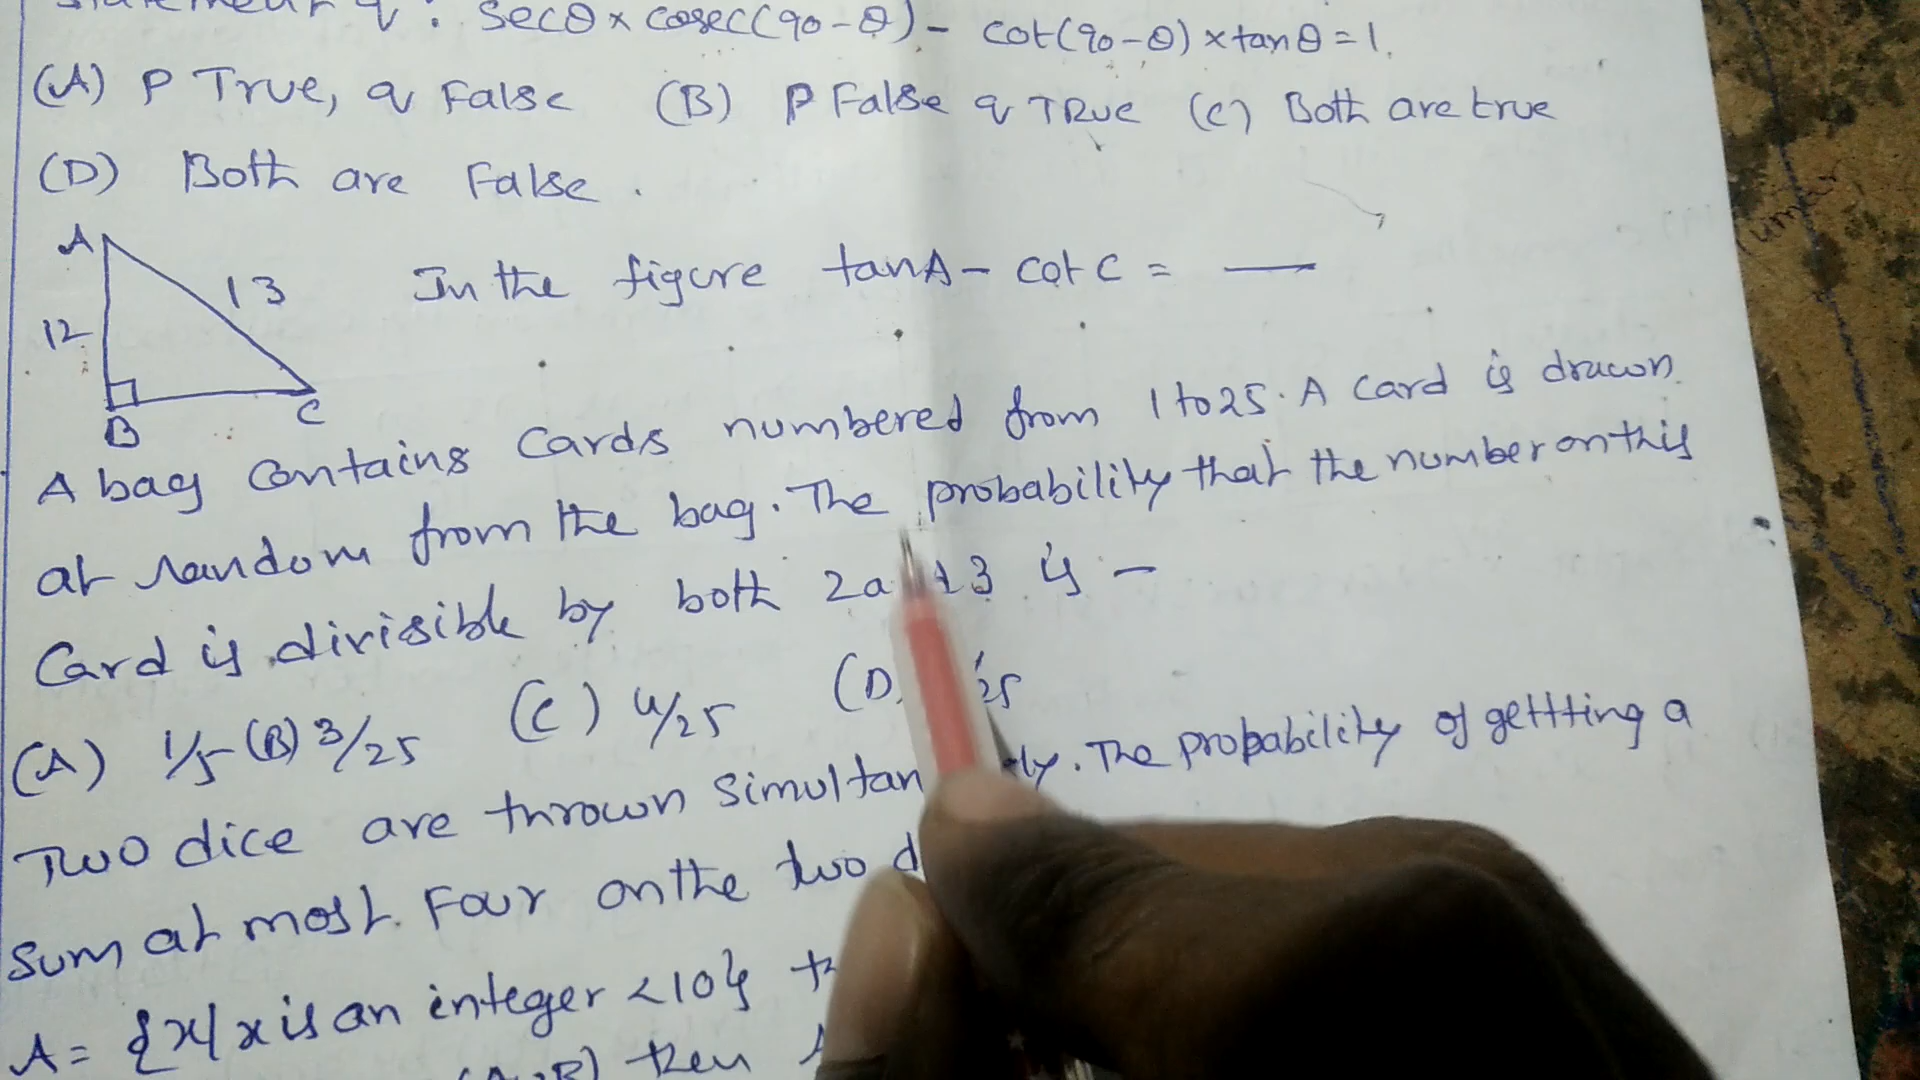 q : secθ x cosec(90-θ) - cot(90-θ) x tanθ = 1.
(A) P True, q False (B) P False q TRue (C) Both are true
(D) Both are False.
A
13 In the figure tanA - cot C = —
12
B C
A bag contains cards numbered from 1 to 25. A card is drawn
at random from the bag. The probability that the number on this
Card is divisible by both 2 3 is —
(A) 1/5 (B) 3/25 (C) 4/25 (D)
Two dice are thrown The probability of gettting a
sum at most Four on the two
A = {x/x is an integer <10}
then